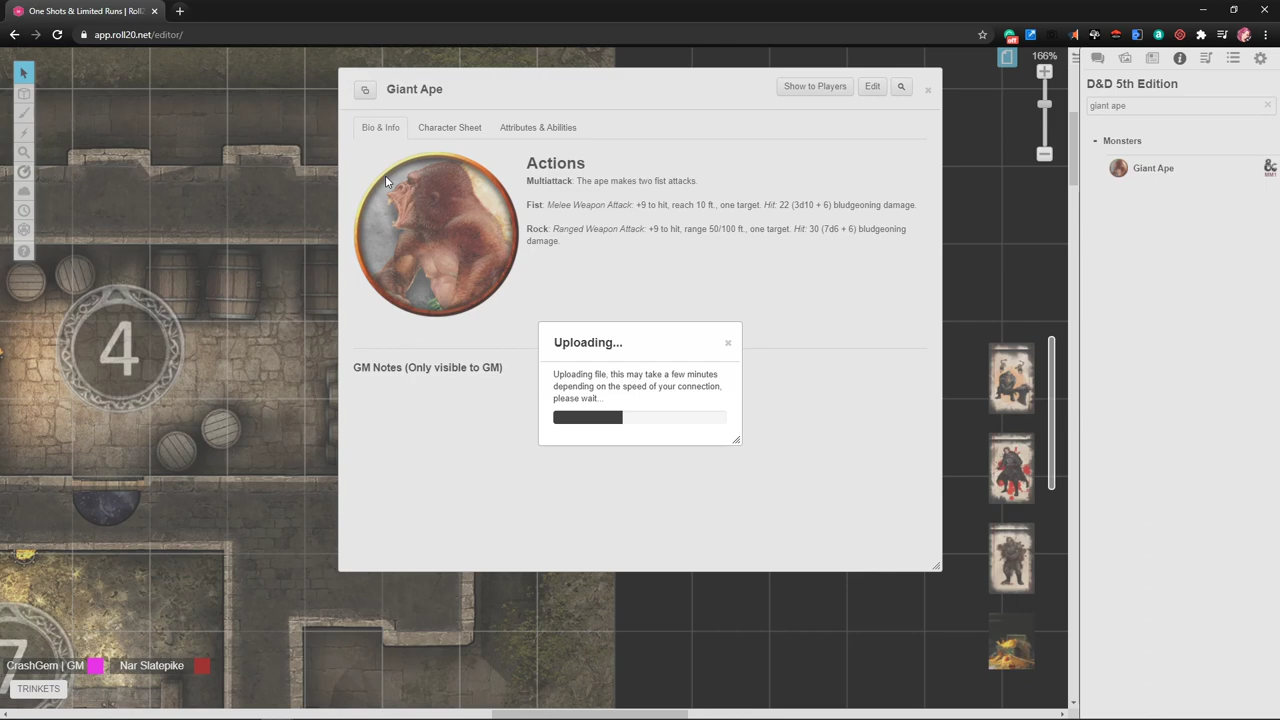 One Shots & Limited Runs | Roll2
app.roll20.net/editor/
off
166%
Giant Ape
Show to Players
Edit
Bio & Info
Character Sheet
Attributes & Abilities
Actions
Multiattack: The ape makes two fist attacks.
Fist: Melee Weapon Attack: +9 to hit, reach 10 ft., one target. Hit: 22 (3d10 + 6) bludgeoning damage.
Rock: Ranged Weapon Attack: +9 to hit, range 50/100 ft., one target. Hit: 30 (7d6 + 6) bludgeoning
damage.
GM Notes (Only visible to GM)
Uploading...
Uploading file, this may take a few minutes
depending on the speed of your connection,
please wait...
D&D 5th Edition
giant ape
Monsters
Giant Ape
&
MM1
4
7
CrashGem | GM
Nar Slatepike
TRINKETS